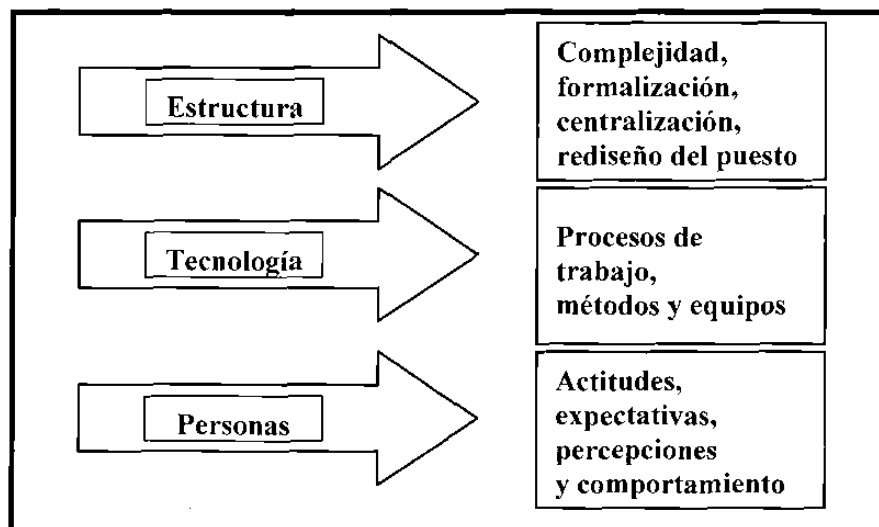 Estructura
Complejidad,
formalización,
centralización,
rediseño del puesto
Tecnología
Procesos de
trabajo,
métodos y equipos
Personas
Actitudes,
expectativas,
percepciones
y comportamiento